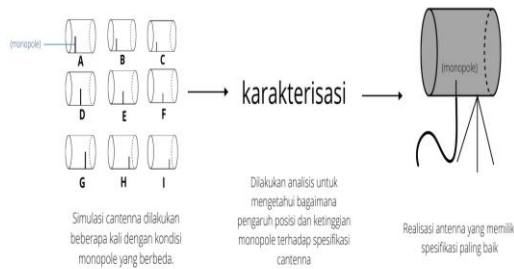 (monopole)
A B C
D E F
G H I
Simulasi cantenna dilakukan
beberapa kali dengan kondisi
monopole yang berbeda.
karakterisasi
Dilakukan analisis untuk
mengetahui bagaimana
pengaruh posisi dan ketinggian
monopole terhadap spesifikasi
cantenna
(monopole)
Realisasi antenna yang memilik
spesifikasi paling baik